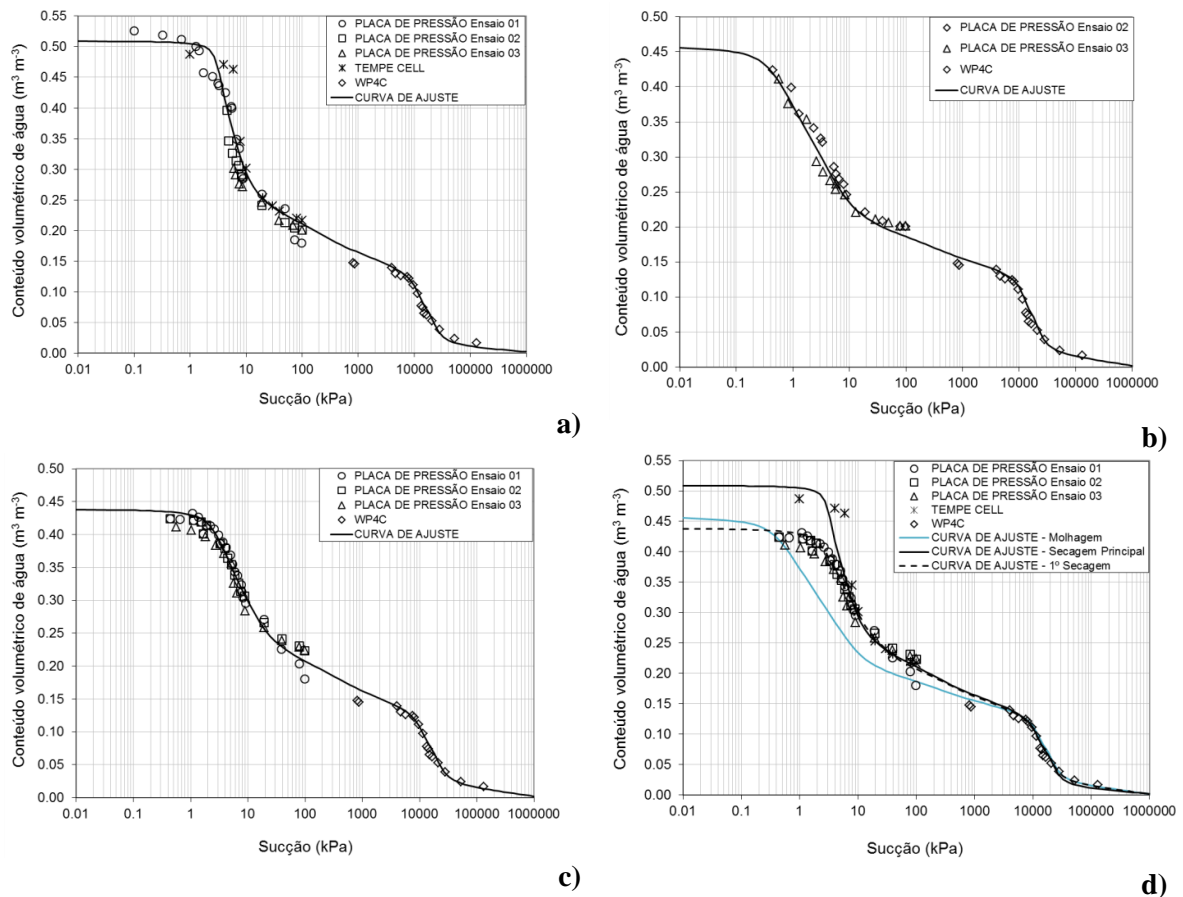 PLACA DE PRESSÃO Ensaio 01
PLACA DE PRESSÃO Ensaio 02
PLACA DE PRESSÃO Ensaio 03
TEMPE CELL
WP4C
CURVA DE AJUSTE
Conteúdo volumétrico de água (m³ m⁻³)
0.55
0.50
0.45
0.40
0.35
0.30
0.25
0.20
0.15
0.10
0.05
0.00
0.01 0.1 1 10 100 1000 10000 100000 1000000
Sucção (kPa)
a)
PLACA DE PRESSÃO Ensaio 02
PLACA DE PRESSÃO Ensaio 03
WP4C
CURVA DE AJUSTE
Conteúdo volumétrico de água (m³ m⁻³)
0.50
0.45
0.40
0.35
0.30
0.25
0.20
0.15
0.10
0.05
0.00
0.01 0.1 1 10 100 1000 10000 100000 1000000
Sucção (kPa)
b)
PLACA DE PRESSÃO Ensaio 01
PLACA DE PRESSÃO Ensaio 02
PLACA DE PRESSÃO Ensaio 03
WP4C
CURVA DE AJUSTE
Conteúdo volumétrico de água (m³ m⁻³)
0.50
0.45
0.40
0.35
0.30
0.25
0.20
0.15
0.10
0.05
0.00
0.01 0.1 1 10 100 1000 10000 100000 1000000
Sucção (kPa)
c)
PLACA DE PRESSÃO Ensaio 01
PLACA DE PRESSÃO Ensaio 02
PLACA DE PRESSÃO Ensaio 03
TEMPE CELL
WP4C
CURVA DE AJUSTE - Molhagem
CURVA DE AJUSTE - Secagem Principal
CURVA DE AJUSTE - 1º Secagem
Conteúdo volumétrico de água (m³ m⁻³)
0.55
0.50
0.45
0.40
0.35
0.30
0.25
0.20
0.15
0.10
0.05
0.00
0.01 0.1 1 10 100 1000 10000 100000 1000000
Sucção (kPa)
d)